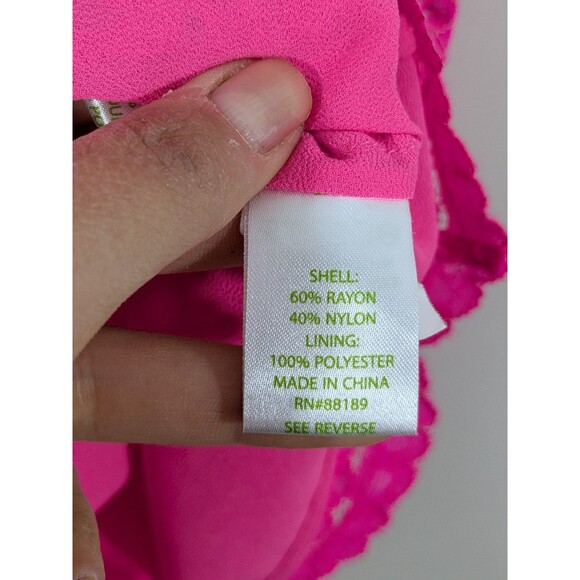 SHELL:
60% RAYON
40% NYLON
LINING:
100% POLYESTER
MADE IN CHINA
RN#88189
SEE REVERSE